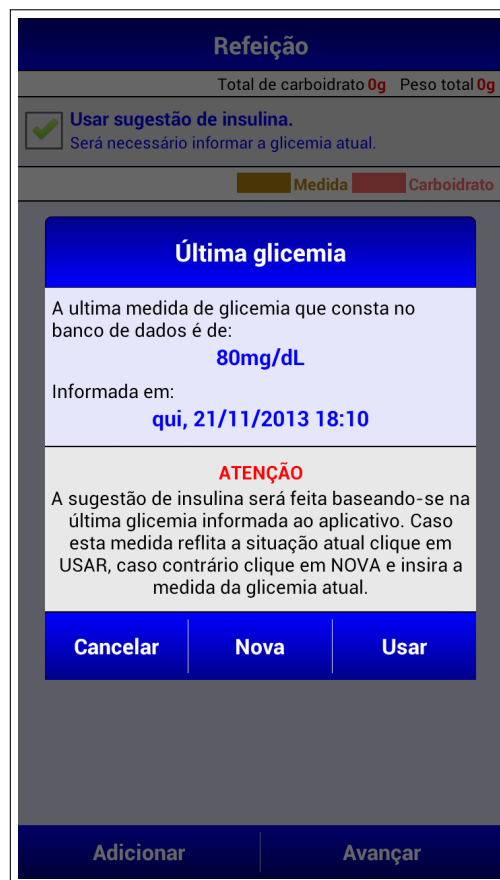 Refeição
Total de carboidrato 0g Peso total 0g
Usar sugestão de insulina.
Será necessário informar a glicemia atual.
Medida Carboidrato
Última glicemia
A ultima medida de glicemia que consta no
banco de dados é de:
80mg/dL
Informada em:
qui, 21/11/2013 18:10
ATENÇÃO
A sugestão de insulina será feita baseando-se na
última glicemia informada ao aplicativo. Caso
esta medida reflita a situação atual clique em
USAR, caso contrário clique em NOVA e insira a
medida da glicemia atual.
Cancelar Nova Usar
Adicionar Avançar